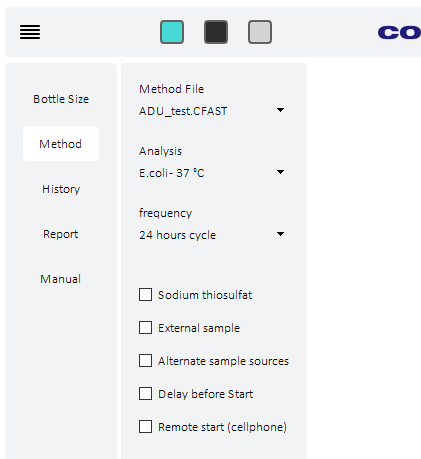 CO
Bottle Size
Method
History
Report
Manual
Method File
ADU_test.CFAST
Analysis
E.coli- 37 °C
frequency
24 hours cycle
Sodium thiosulfat
External sample
Alternate sample sources
Delay before Start
Remote start (cellphone)